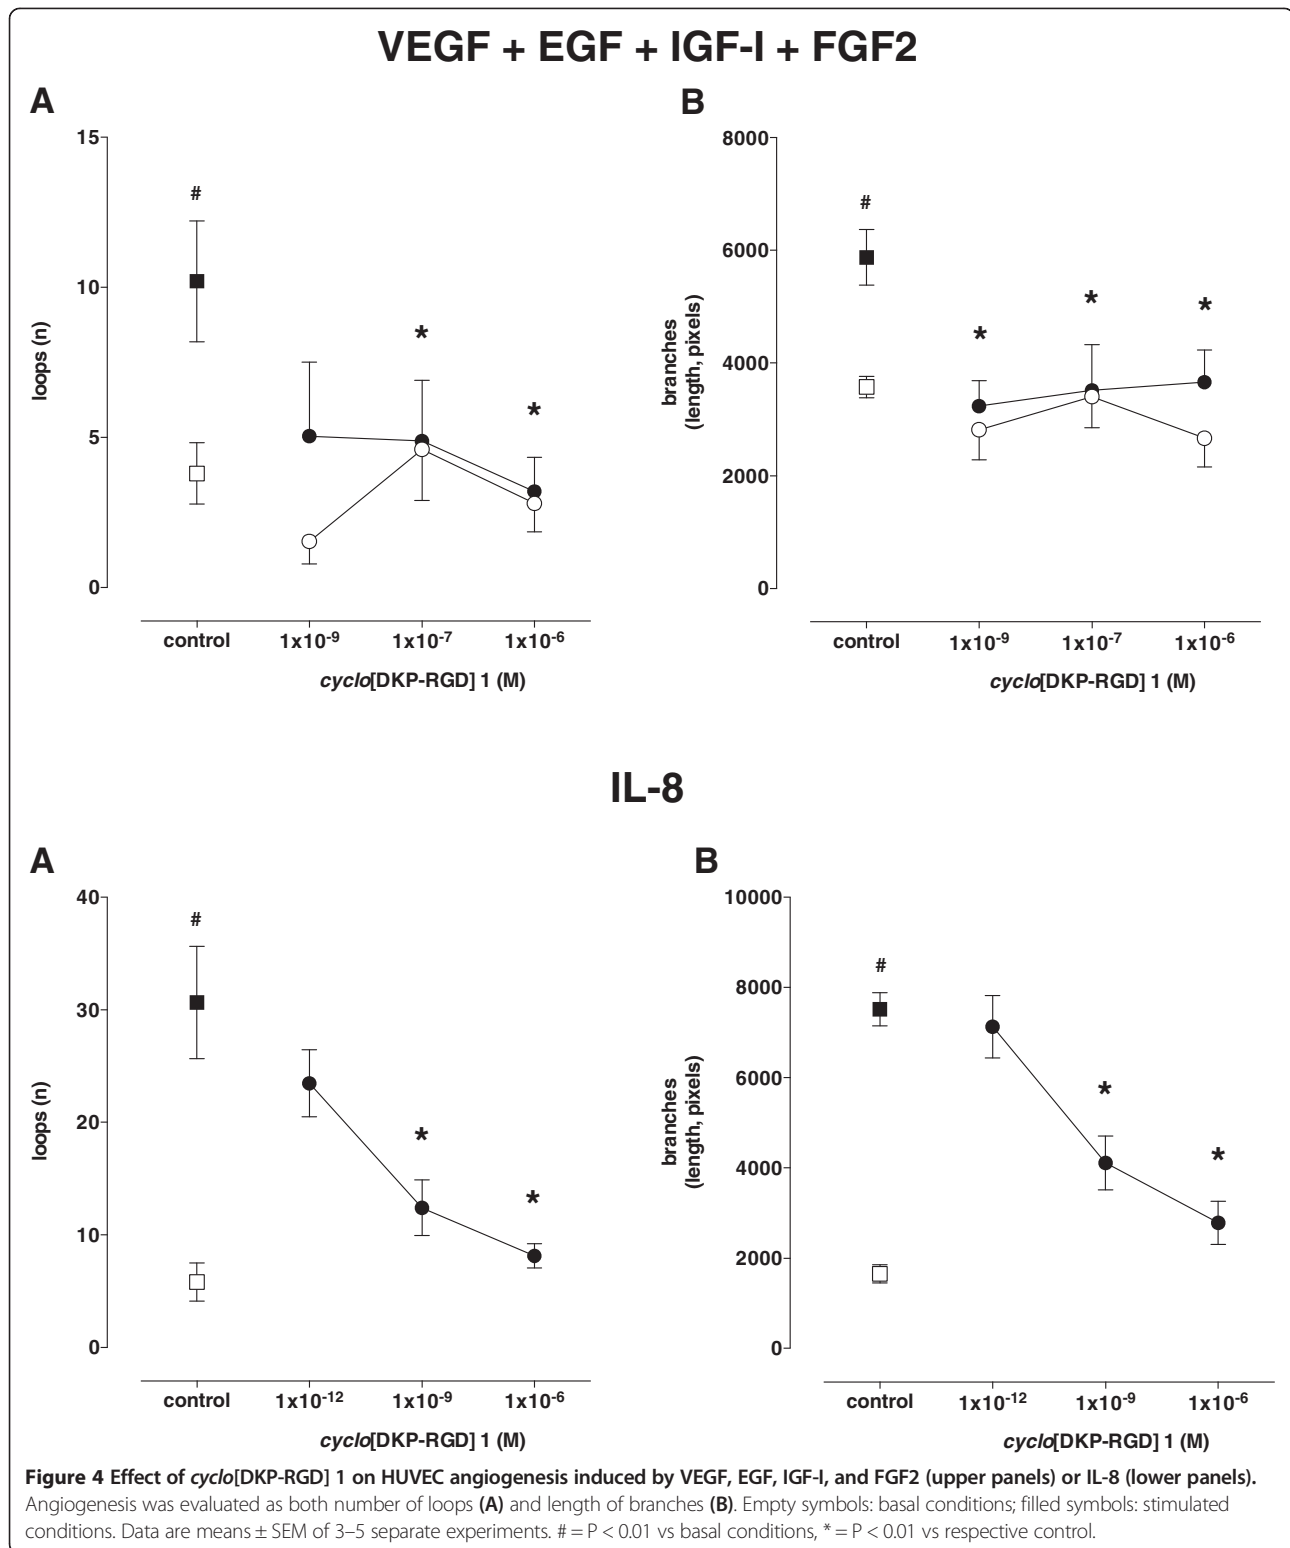 VEGF + EGF + IGF-I + FGF2
A
15
10
5
0
loops (n)
#
*
*
control
1x10-9
1x10-7
1x10-6
cyclo[DKP-RGD] 1 (M)
B
8000
6000
4000
2000
0
branches
(length, pixels)
#
*
*
*
control
1x10-9
1x10-7
1x10-6
cyclo[DKP-RGD] 1 (M)
IL-8
A
40
30
20
10
0
loops (n)
#
*
*
control
1x10-12
1x10-9
1x10-6
cyclo[DKP-RGD] 1 (M)
B
10000
8000
6000
4000
2000
0
branches
(length, pixels)
#
*
*
control
1x10-12
1x10-9
1x10-6
cyclo[DKP-RGD] 1 (M)
Figure 4 Effect of cyclo[DKP-RGD] 1 on HUVEC angiogenesis induced by VEGF, EGF, IGF-I, and FGF2 (upper panels) or IL-8 (lower panels).
Angiogenesis was evaluated as both number of loops (A) and length of branches (B). Empty symbols: basal conditions; filled symbols: stimulated
conditions. Data are means ± SEM of 3–5 separate experiments. # = P < 0.01 vs basal conditions, * = P < 0.01 vs respective control.